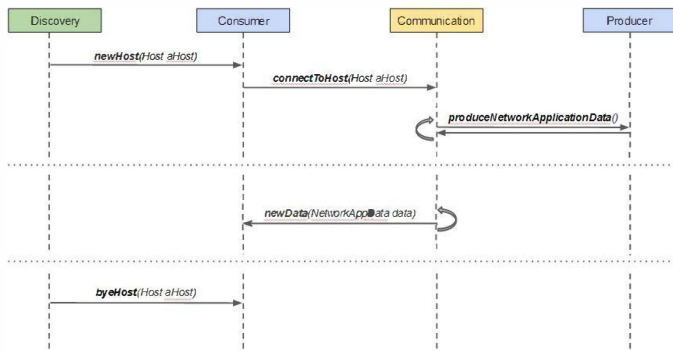 Discovery
Consumer
Communication
Producer
newHost(Host aHost)
connectToHost(Host aHost)
produceNetworkApplicationData()
newData(NetworkAppData data)
byeHost(Host aHost)